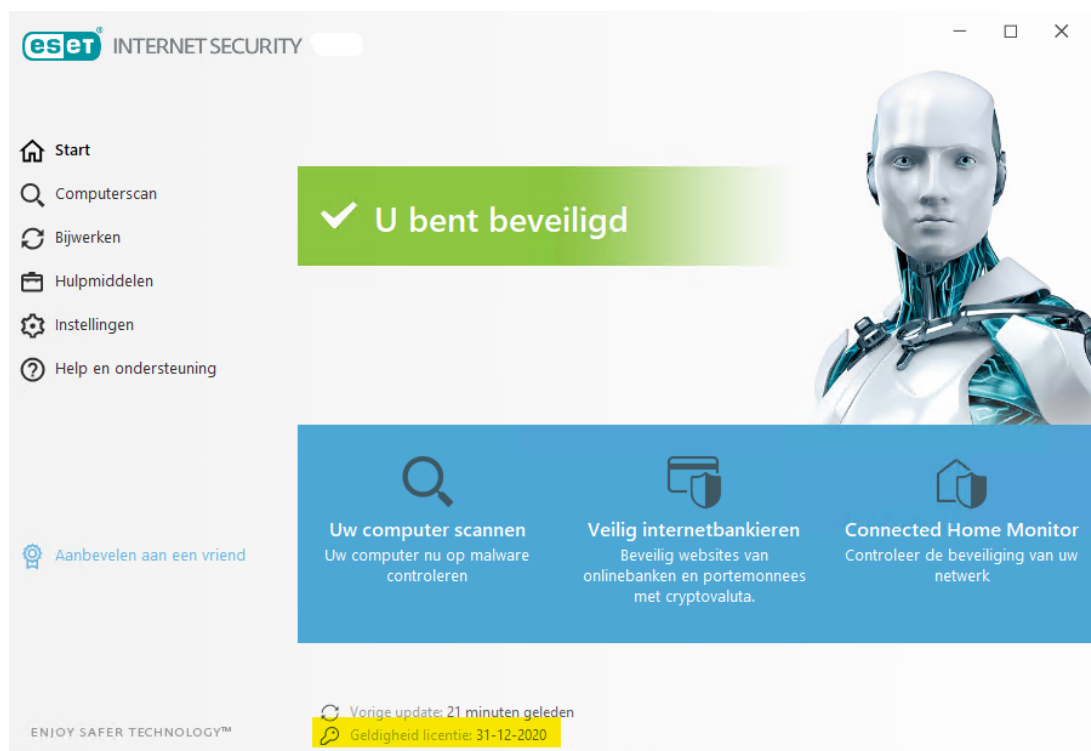 eset® INTERNET SECURITY
Start
Computerscan
Bijwerken
Hulpmiddelen
Instellingen
Help en ondersteuning
Aanbevelen aan een vriend
ENJOY SAFER TECHNOLOGY™
U bent beveiligd
Uw computer scannen
Uw computer nu op malware
controleren
Veilig internetbankieren
Beveilig websites van
onlinebanken en portemonnees
met cryptovaluta.
Connected Home Monitor
Controleer de beveiliging van uw
netwerk
Vorige update: 21 minuten geleden
Geldigheid licentie: 31-12-2020